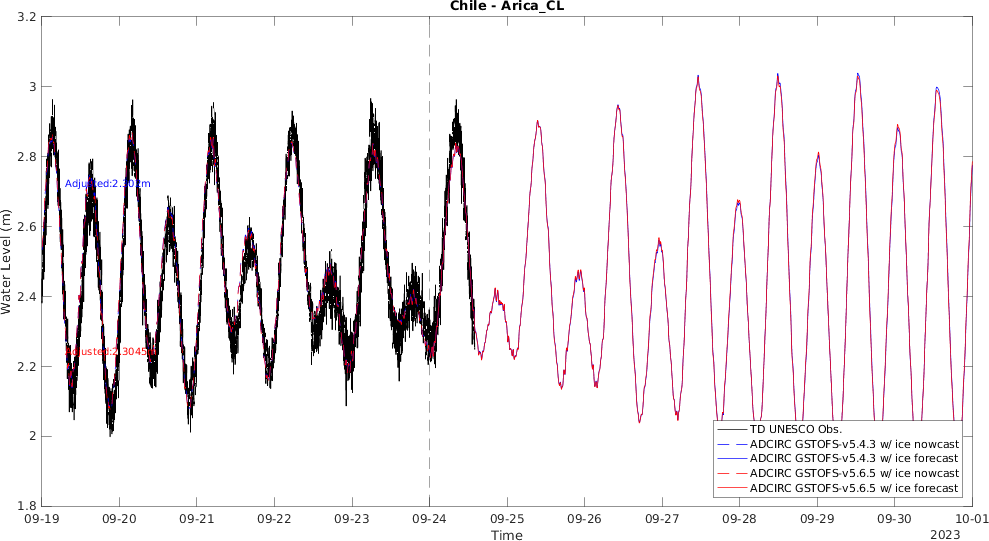 Chile - Arica_CL
3.2
3
2.8
2.6
2.4
2.2
2
1.8
Water Level (m)
Adjusted:2.302m
Adjusted:2.3045m
TD UNESCO Obs.
ADCIRC GSTOFS-v5.4.3 w/ ice nowcast
ADCIRC GSTOFS-v5.4.3 w/ ice forecast
ADCIRC GSTOFS-v5.6.5 w/ ice nowcast
ADCIRC GSTOFS-v5.6.5 w/ ice forecast
09-19 09-20 09-21 09-22 09-23 09-24 09-25 09-26 09-27 09-28 09-29 09-30 10-01
Time
2023